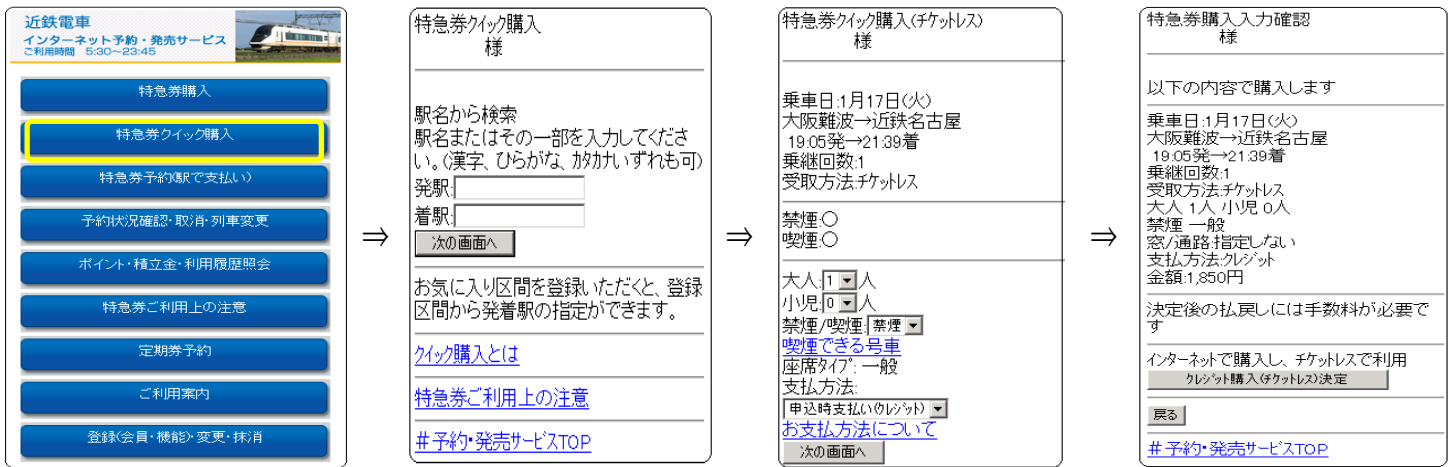 近鉄電車
インターネット予約・発売サービス
ご利用時間 5:30～23:45
特急券購入
特急券クイック購入
特急券予約(駅で支払い)
予約状況確認・取消・列車変更
ポイント・積立金・利用履歴照会
特急券ご利用上の注意
定期券予約
ご利用案内
登録(会員・機能)・変更・抹消
⇒
特急券クイック購入
様
駅名から検索
駅名またはその一部を入力してくださ
い。(漢字、ひらがな、カタカナいずれも可)
発駅:
着駅:
次の画面へ
お気に入り区間を登録いただくと、登録
区間から発着駅の指定ができます。
クイック購入とは
特急券ご利用上の注意
#予約・発売サービスTOP
⇒
特急券クイック購入(チケットレス)
様
乗車日:1月17日(火)
大阪難波→近鉄名古屋
19:05発→21:39着
乗継回数:1
受取方法:チケットレス
禁煙:○
喫煙:○
大人:1人
小児:0人
禁煙/喫煙:禁煙
喫煙できる号車
座席タイプ: 一般
支払方法:
申込時支払い(クレジット)
お支払方法について
次の画面へ
⇒
特急券購入入力確認
様
以下の内容で購入します
乗車日:1月17日(火)
大阪難波→近鉄名古屋
19:05発→21:39着
乗継回数:1
受取方法:チケットレス
大人 1人 小児 0人
禁煙 一般
窓/通路:指定しない
支払方法:クレジット
金額:1,850円
決定後の払戻しには手数料が必要で
す
インターネットで購入し、チケットレスで利用
クレジット購入(チケットレス)決定
戻る
#予約・発売サービスTOP